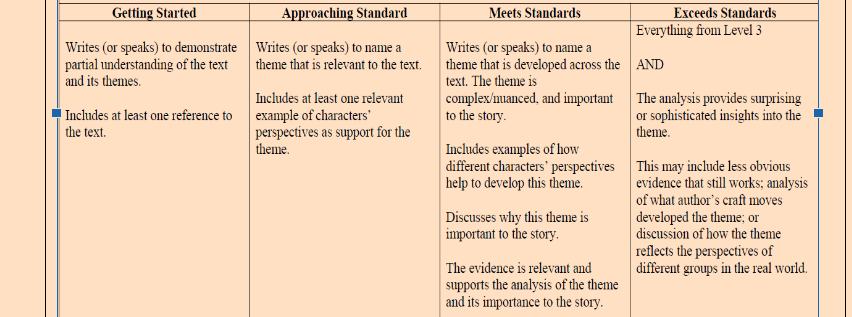 Getting Started
Writes (or speaks) to demonstrate
partial understanding of the text
and its themes.
Includes at least one reference to
the text.
Approaching Standard
Writes (or speaks) to name a
theme that is relevant to the text.
Includes at least one relevant
example of characters’
perspectives as support for the
theme.
Meets Standards
Writes (or speaks) to name a
theme that is developed across the
text. The theme is
complex/nuanced, and important
to the story.
Includes examples of how
different characters’ perspectives
help to develop this theme.
Discusses why this theme is
important to the story.
The evidence is relevant and
supports the analysis of the theme
and its importance to the story.
Exceeds Standards
Everything from Level 3
AND
The analysis provides surprising
or sophisticated insights into the
theme.
This may include less obvious
evidence that still works; analysis
of what author’s craft moves
developed the theme; or
discussion of how the theme
reflects the perspectives of
different groups in the real world.